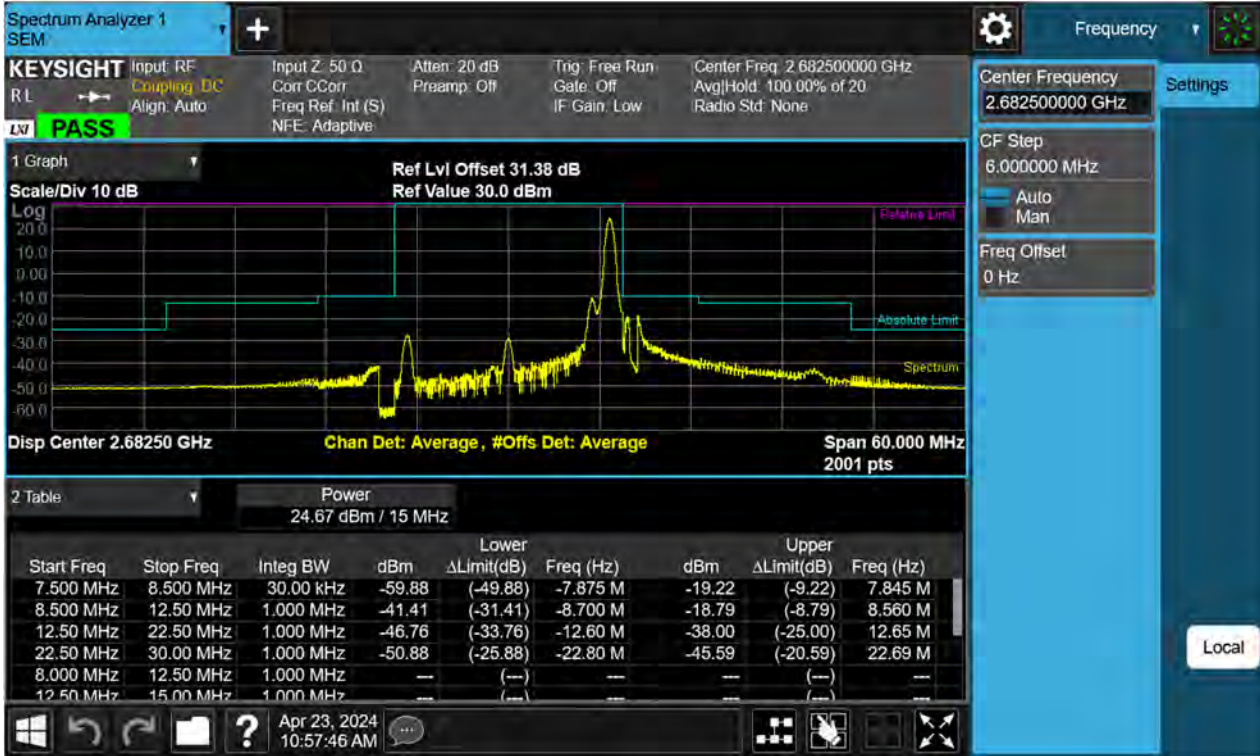 Spectrum Analyzer 1
SEM
Frequency
KEYSIGHT
R L
LXI
PASS
Input: RF
Coupling: DC
Align: Auto
Input Z: 50 Ω
Corr CCorr
Freq Ref: Int (S)
NFE: Adaptive
Atten: 20 dB
Preamp: Off
Trig: Free Run
Gate: Off
IF Gain: Low
Center Freq: 2.682500000 GHz
Avg|Hold: 100.00% of 20
Radio Std: None
Center Frequency
2.682500000 GHz
Settings
CF Step
6.000000 MHz
Auto
Man
Freq Offset
0 Hz
Local
1 Graph
Scale/Div 10 dB
Ref Lvl Offset 31.38 dB
Ref Value 30.0 dBm
Log
20.0
10.0
0.00
-10.0
-20.0
-30.0
-40.0
-50.0
-60.0
Relative Limit
Absolute Limit
Spectrum
Disp Center 2.68250 GHz
Chan Det: Average, #Offs Det: Average
Span 60.000 MHz
2001 pts
2 Table
Power
24.67 dBm / 15 MHz
Lower Upper
Start Freq Stop Freq Integ BW dBm ΔLimit(dB) Freq (Hz) dBm ΔLimit(dB) Freq (Hz)
7.500 MHz 8.500 MHz 30.00 kHz -59.88 (-49.88) -7.875 M -19.22 (-9.22) 7.845 M
8.500 MHz 12.50 MHz 1.000 MHz -41.41 (-31.41) -8.700 M -18.79 (-8.79) 8.560 M
12.50 MHz 22.50 MHz 1.000 MHz -46.76 (-33.76) -12.60 M -38.00 (-25.00) 12.65 M
22.50 MHz 30.00 MHz 1.000 MHz -50.88 (-25.88) -22.80 M -45.59 (-20.59) 22.69 M
8.000 MHz 12.50 MHz 1.000 MHz --- (---) --- --- (---) ---
12.50 MHz 15.00 MHz 1.000 MHz --- (---) --- --- (---) ---
Apr 23, 2024
10:57:46 AM